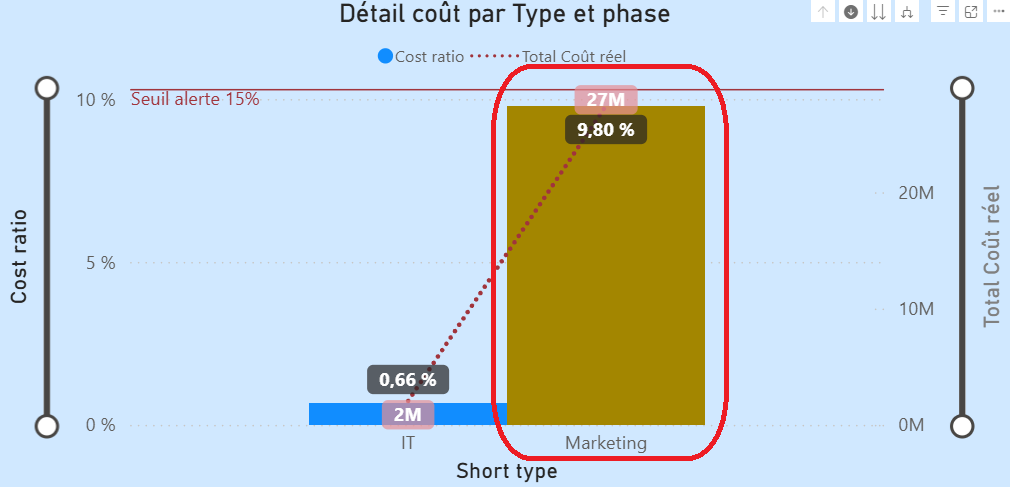 Détail coût par Type et phase
Cost ratio Total Coût réel
10 %
Seuil alerte 15%
27M
9,80 %
20M
Cost ratio
5 %
Total Coût réel
10M
0,66 %
2M
0 %
0M
IT Marketing
Short type